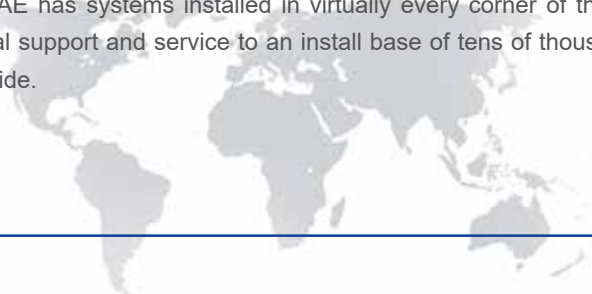 AE has systems installed in virtually every corner of th
al support and service to an install base of tens of thous
ide.